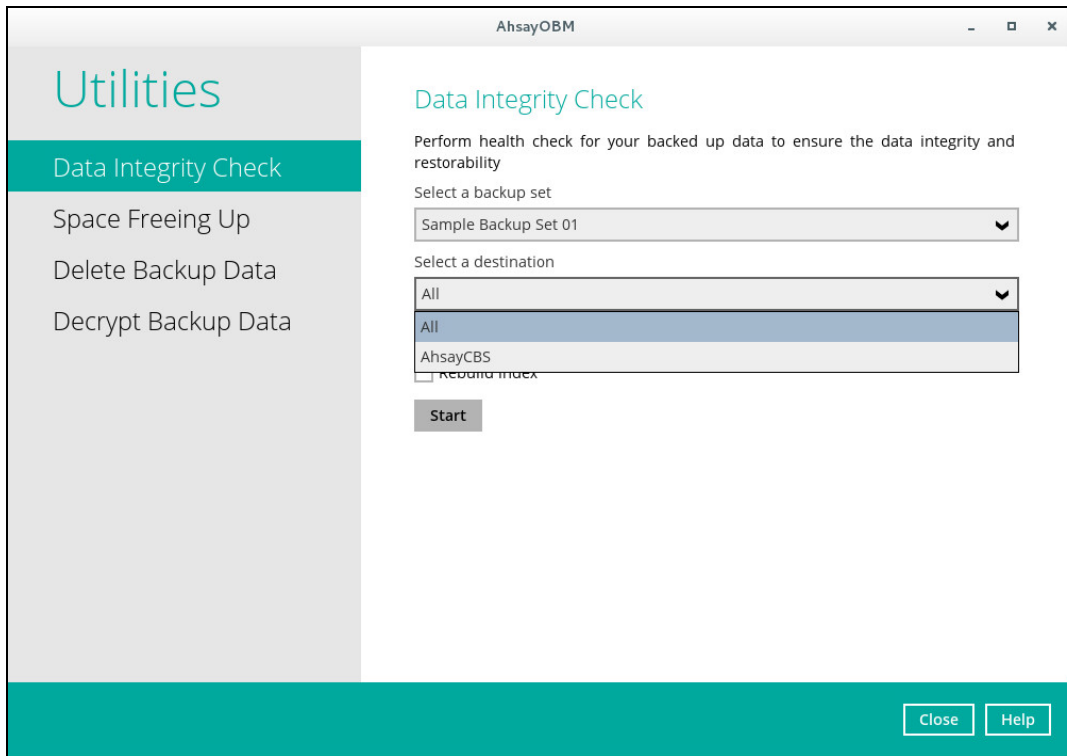 AhsayOBM
Utilities
Data Integrity Check
Space Freeing Up
Delete Backup Data
Decrypt Backup Data
Data Integrity Check
Perform health check for your backed up data to ensure the data integrity and
restorability
Select a backup set
Sample Backup Set 01
Select a destination
All
All
AhsayCBS
Rebuild index
Start
Close
Help